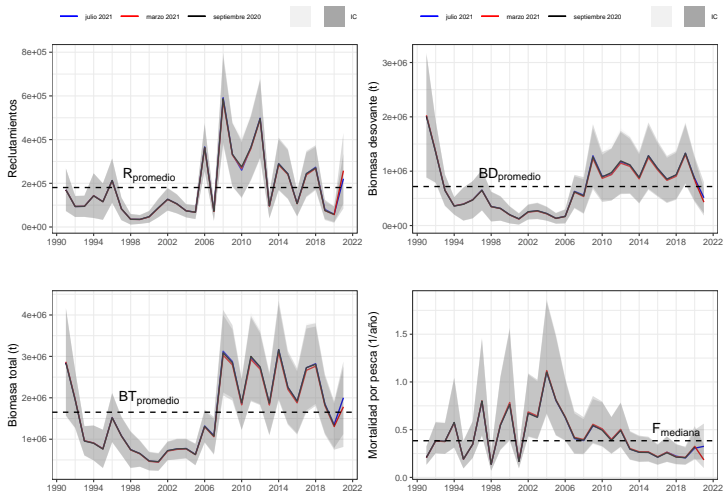 julio 2021 marzo 2021 septiembre 2020 IC
Reclutamientos
8e+05
6e+05
4e+05
2e+05
0e+00
Rpromedio
1990 1994 1998 2002 2006 2010 2014 2018 2022
julio 2021 marzo 2021 septiembre 2020 IC
Biomasa desovante (t)
3e+06
2e+06
1e+06
0e+00
BDpromedio
1990 1994 1998 2002 2006 2010 2014 2018 2022
Biomasa total (t)
4e+06
3e+06
2e+06
1e+06
BTpromedio
1990 1994 1998 2002 2006 2010 2014 2018 2022
Mortalidad por pesca (1/año)
1.5
1.0
0.5
0.0
Fmediana
1990 1994 1998 2002 2006 2010 2014 2018 2022